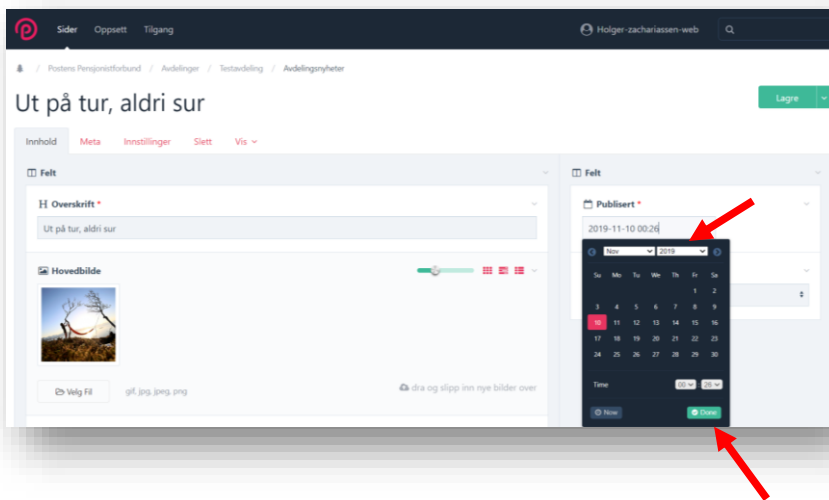 Sider Oppsett Tilgang Holger-zachariassen-web
/ Postens Pensjonistforbund / Avdelinger / Testavdeling / Avdelingsnyheter
Ut på tur, aldri sur
Lagre
Innhold Meta Innstillinger Slett Vis
Felt
Overskrift *
Ut på tur, aldri sur
Hovedbilde
Velg Fil gif, jpg, jpeg, png
dra og slipp inn nye bilder over
Felt
Publisert *
2019-11-10 00:26
Nov 2019
Su Mo Tu We Th Fr Sa
1 2
3 4 5 6 7 8 9
10 11 12 13 14 15 16
17 18 19 20 21 22 23
24 25 26 27 28 29 30
Time 00 : 26
Now Done